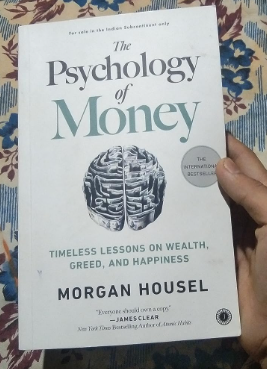 For sale in the Indian Subcontinent only
The
Psychology
of
Money
THE
INTERNATIONAL
BESTSELLER
TIMELESS LESSONS ON WEALTH,
GREED, AND HAPPINESS
MORGAN HOUSEL
"Everyone should own a copy."
—JAMES CLEAR
New York Times Bestselling Author of Atomic Habits